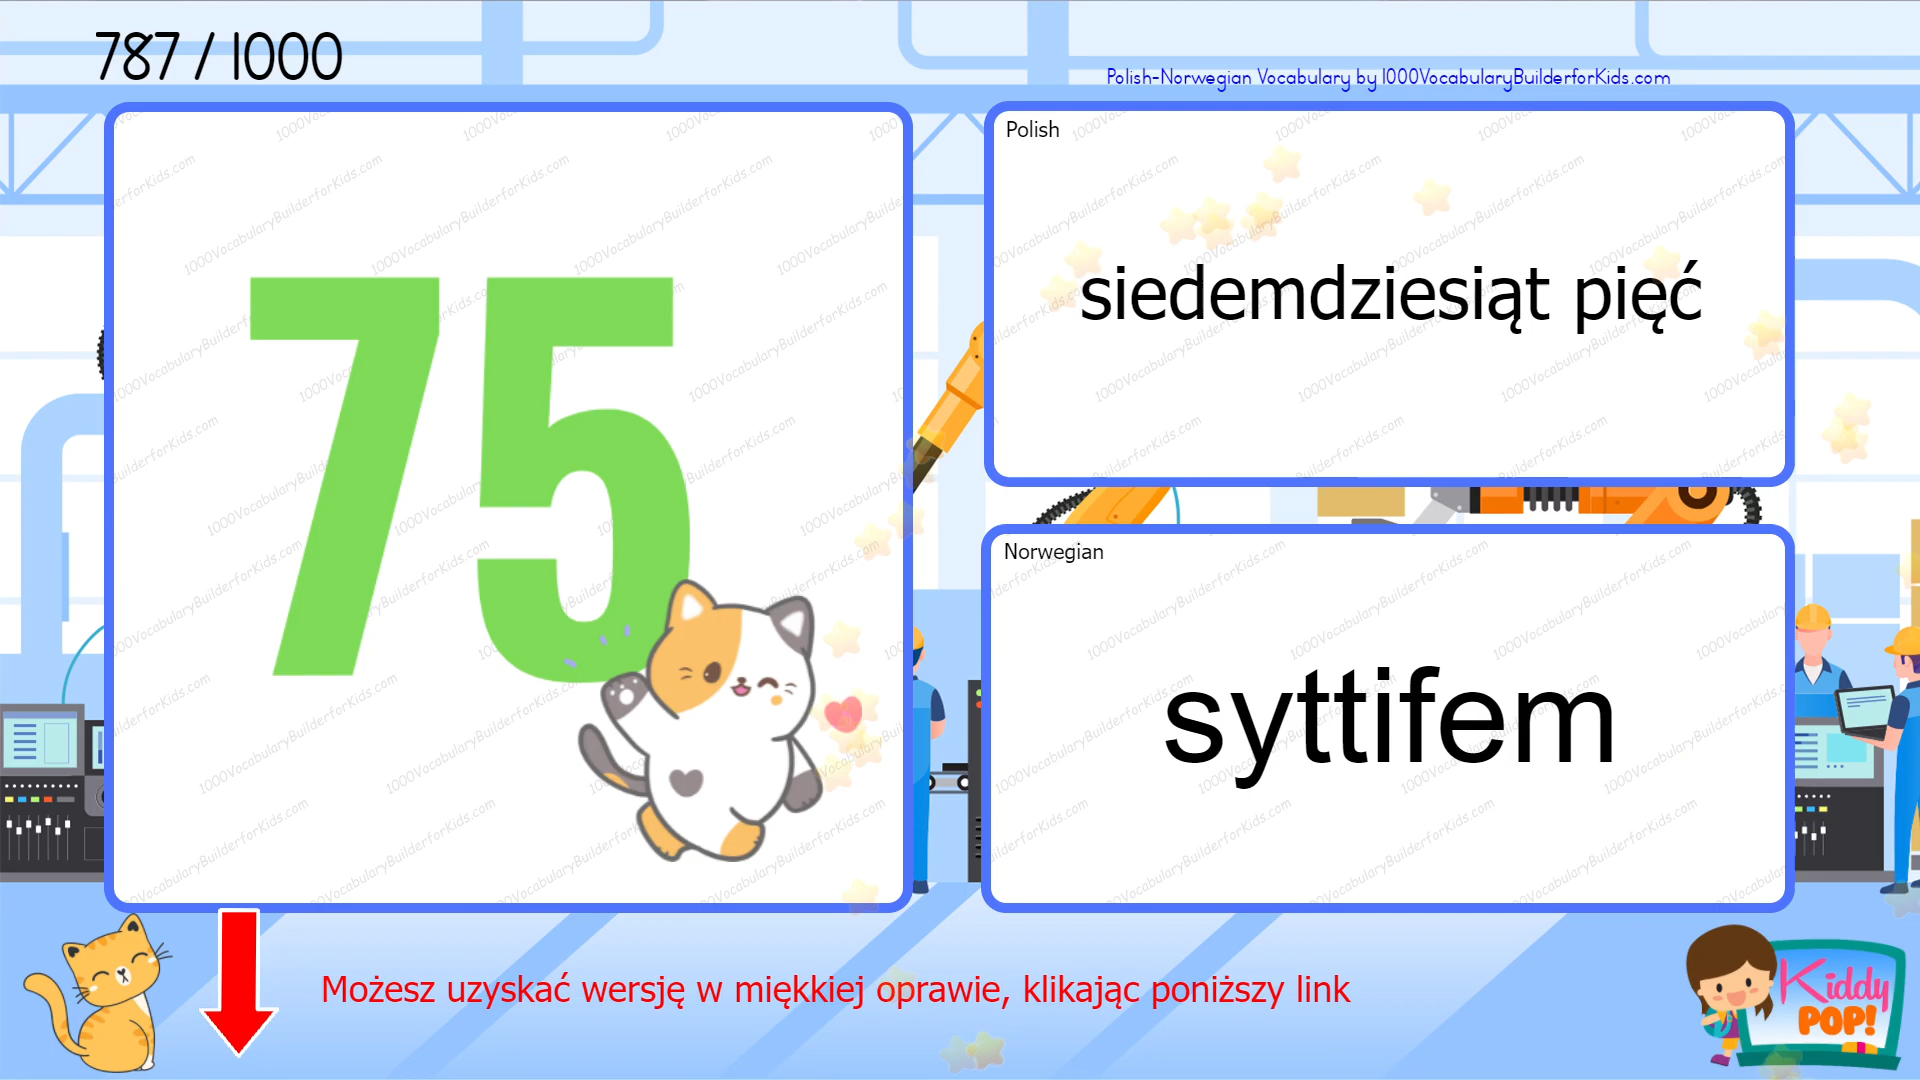 787 / 1000
Polish-Norwegian Vocabulary by 1000VocabularyBuilderforKids.com
75
Polish
siedemdziesiąt pięć
Norwegian
syttifem
Możesz uzyskać wersję w miękkiej oprawie, klikając poniższy link
Kiddy
POP!